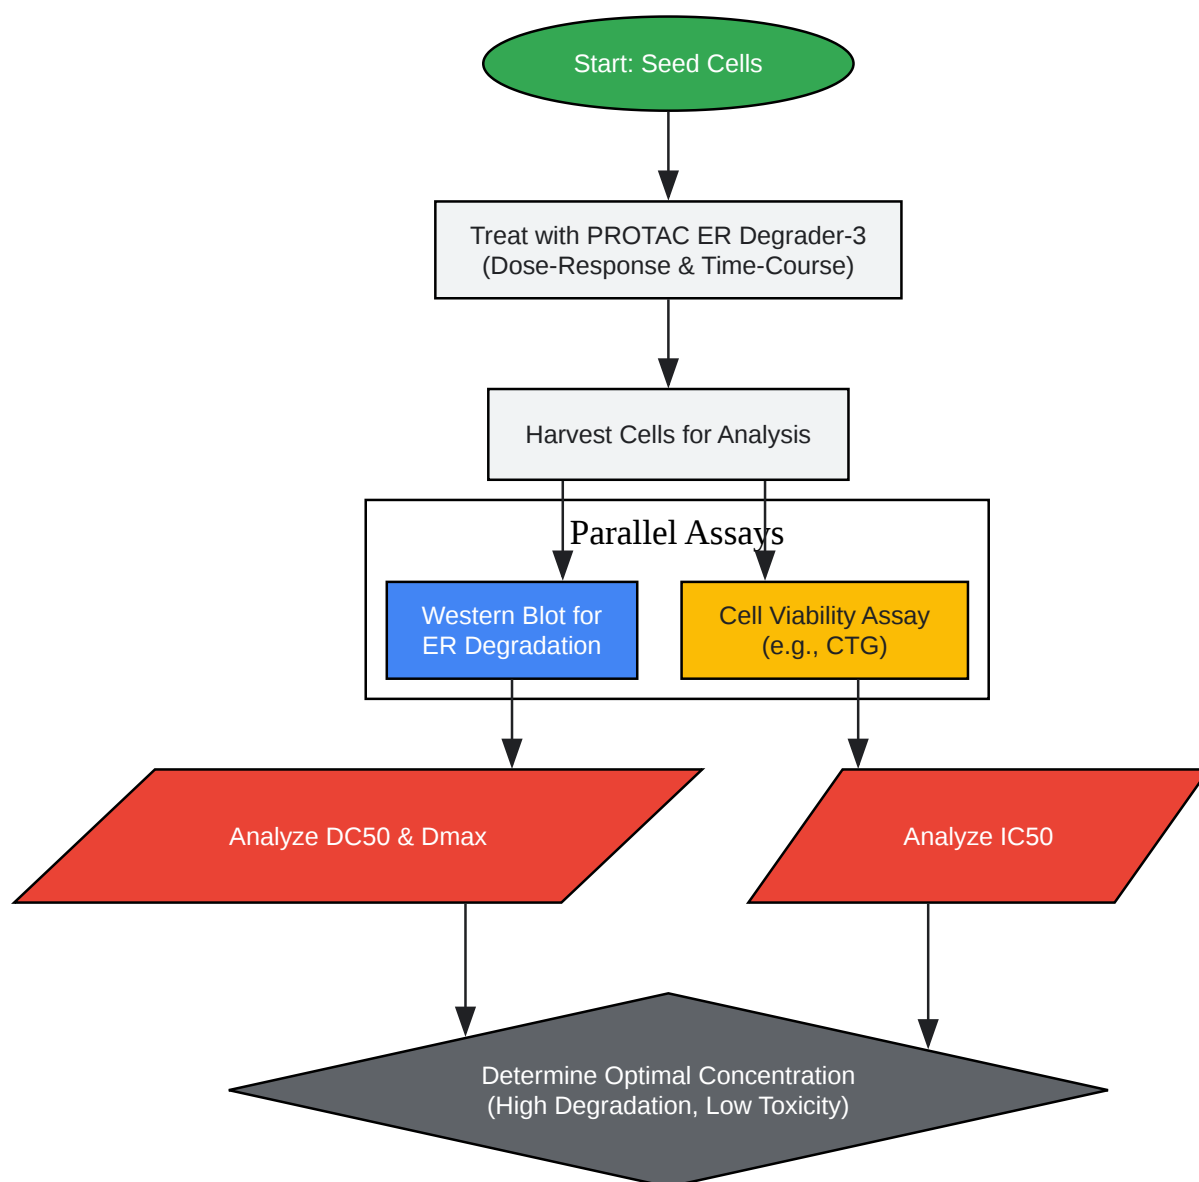 Start: Seed Cells
Treat with PROTAC ER Degrader-3
(Dose-Response & Time-Course)
Harvest Cells for Analysis
Parallel Assays
Western Blot for
ER Degradation
Cell Viability Assay
(e.g., CTG)
Analyze DC50 & Dmax
Analyze IC50
Determine Optimal Concentration
(High Degradation, Low Toxicity)